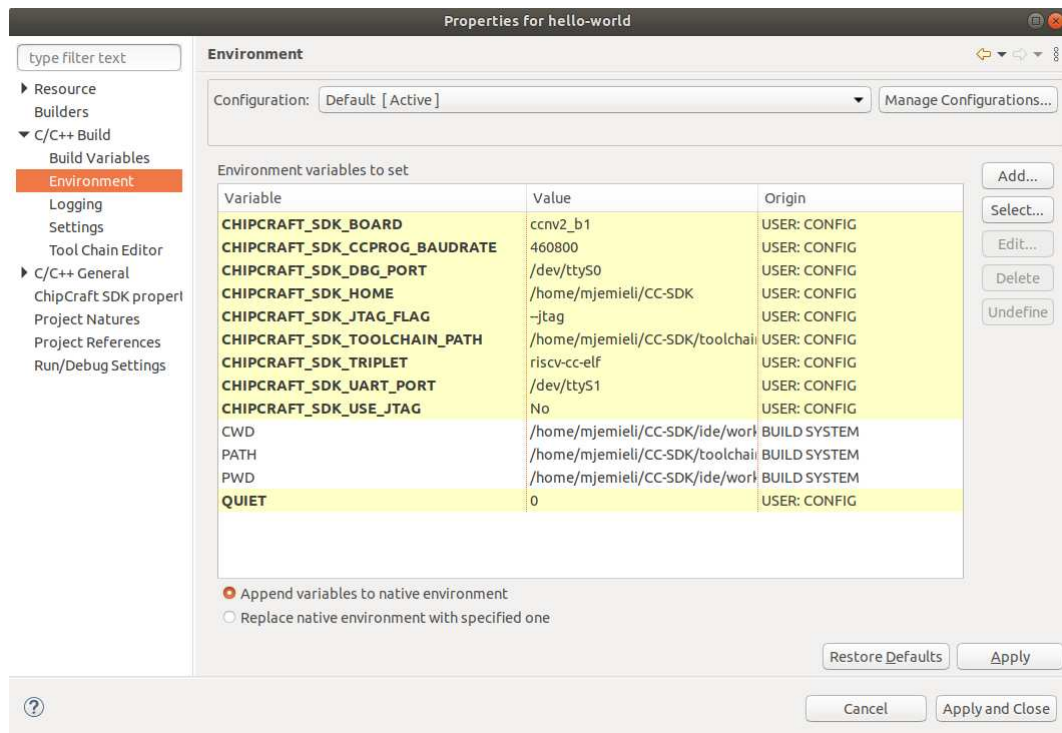 Properties for hello-world
type filter text
Resource
Builders
C/C++ Build
Build Variables
Environment
Logging
Settings
Tool Chain Editor
C/C++ General
ChipCraft SDK propert
Project Natures
Project References
Run/Debug Settings
Environment
Configuration: Default [Active] Manage Configurations...
Environment variables to set
Variable Value Origin
CHIPCRAFT_SDK_BOARD ccnv2_b1 USER: CONFIG
CHIPCRAFT_SDK_CCPROG_BAUDRATE 460800 USER: CONFIG
CHIPCRAFT_SDK_DBG_PORT /dev/ttyS0 USER: CONFIG
CHIPCRAFT_SDK_HOME /home/mjemieli/CC-SDK USER: CONFIG
CHIPCRAFT_SDK_JTAG_FLAG --jtag USER: CONFIG
CHIPCRAFT_SDK_TOOLCHAIN_PATH /home/mjemieli/CC-SDK/toolchai USER: CONFIG
CHIPCRAFT_SDK_TRIPLET riscv-cc-elf USER: CONFIG
CHIPCRAFT_SDK_UART_PORT /dev/ttyS1 USER: CONFIG
CHIPCRAFT_SDK_USE_JTAG No USER: CONFIG
CWD /home/mjemieli/CC-SDK/ide/work BUILD SYSTEM
PATH /home/mjemieli/CC-SDK/toolchai BUILD SYSTEM
PWD /home/mjemieli/CC-SDK/ide/work BUILD SYSTEM
QUIET 0 USER: CONFIG
Add...
Select...
Edit...
Delete
Undefine
Append variables to native environment
Replace native environment with specified one
Restore Defaults Apply
Cancel Apply and Close